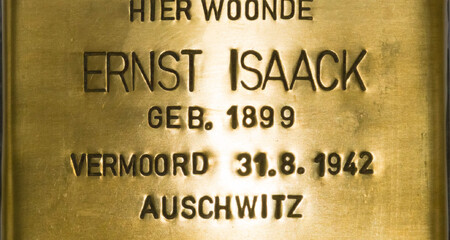 HIER WOONDE
ERNST ISAACK
GEB. 1899
VERMOORD 31.8.1942
AUSCHWITZ